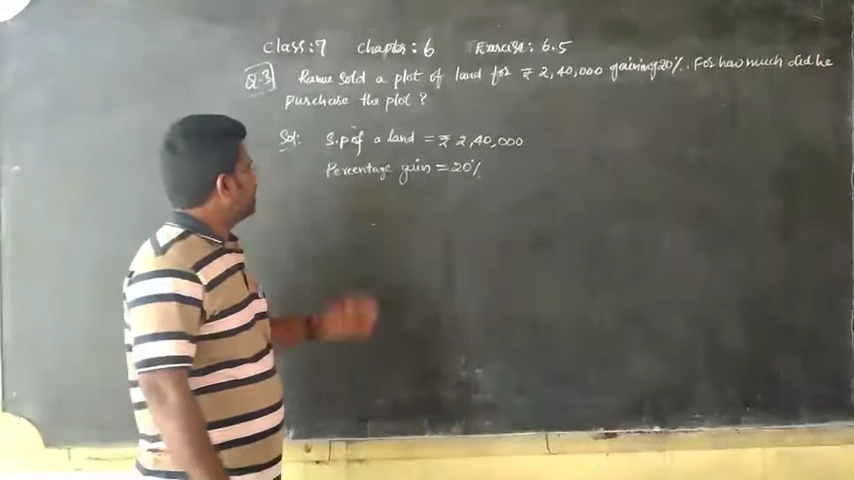 Class: 7 Chapter: 6 Exercise: 6.5
Q.3 Ramu sold a plot of land for ₹ 2,40,000 gaining 20%. For how much did he
purchase the plot ?
Sol: S.P of a land = ₹ 2,40,000
Percentage gain = 20%